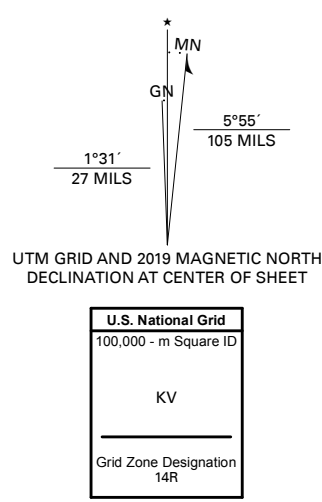 ★
MN
GN
5°55´
105 MILS
1°31´
27 MILS
UTM GRID AND 2019 MAGNETIC NORTH
DECLINATION AT CENTER OF SHEET
U.S. National Grid
100,000 - m Square ID
KV
Grid Zone Designation
14R